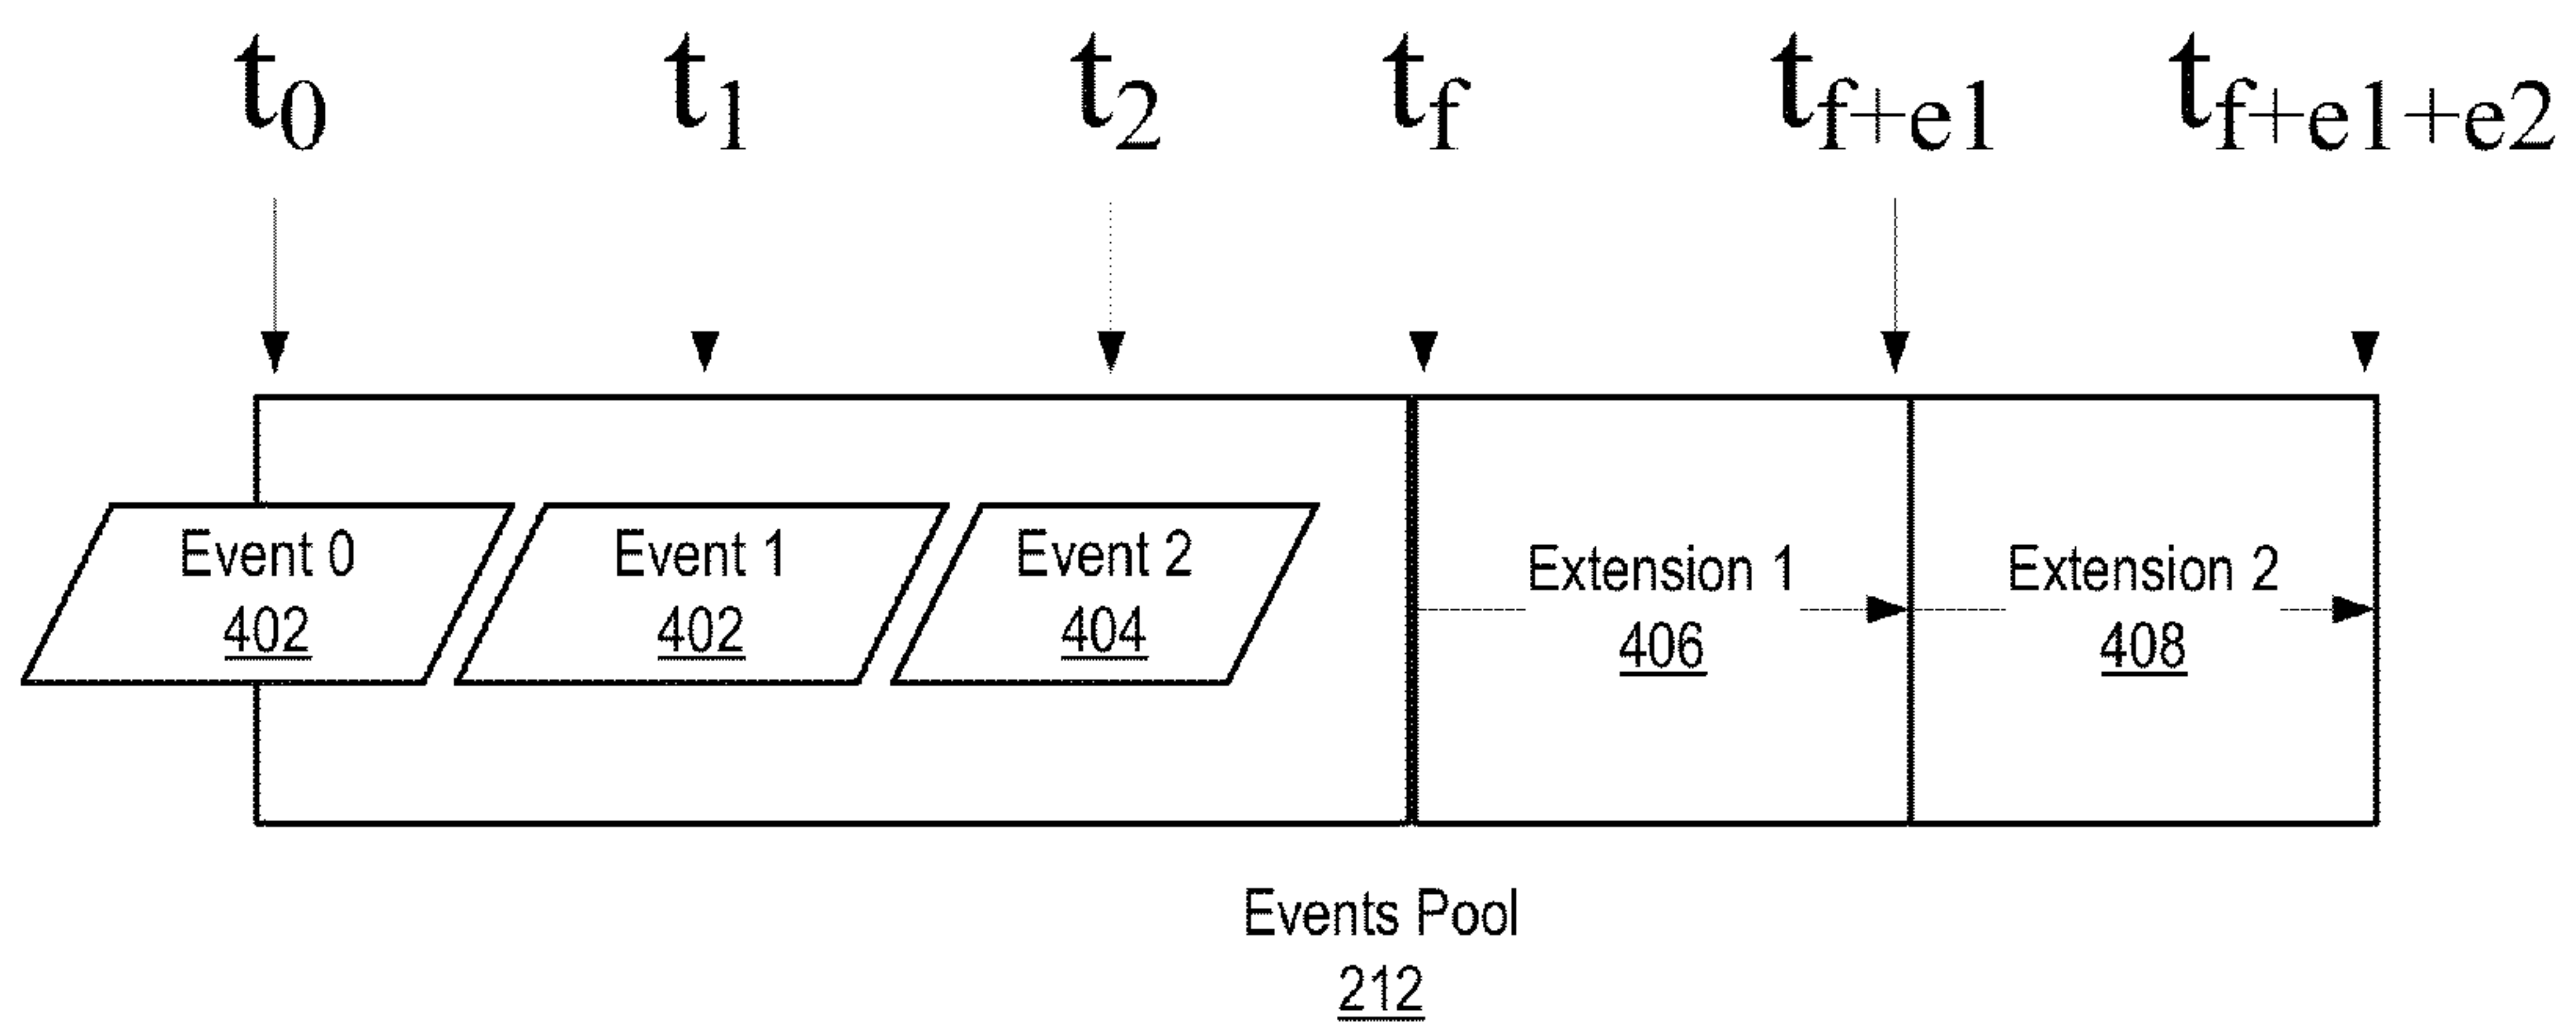 t0 t1 t2 tf tf+e1 tf+e1+e2
Event 0 Event 1 Event 2
402 402 404
Extension 1 Extension 2
406 408
Events Pool
212